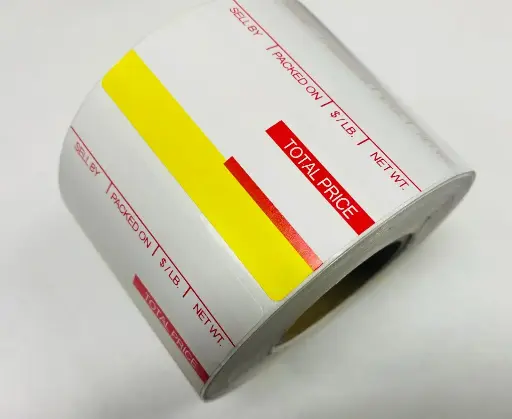 SELL BY PACKED ON $/LB. NET WT.
TOTAL PRICE
SELL BY PACKED ON $/LB. NET WT.
TOTAL PRICE